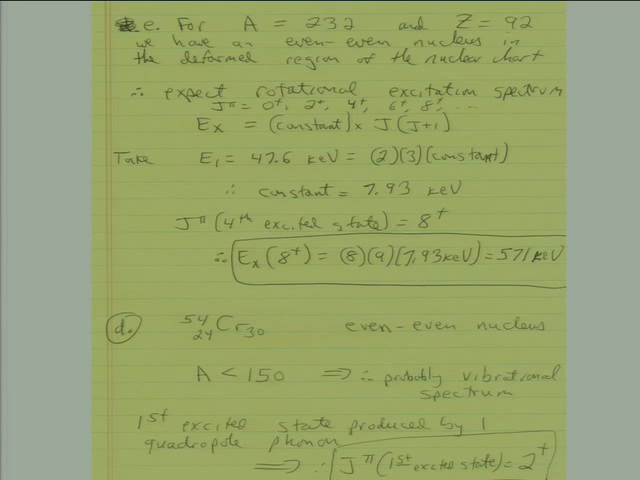 e. For A = 232 and Z = 92
we have an even-even nucleus in
the deformed region of the nuclear chart
∴ expect rotational excitation spectrum
Jπ = 0⁺, 2⁺, 4⁺, 6⁺, 8⁺, ...
Ex = (constant) × J(J+1)
Take E₁ = 47.6 keV = (2)(3)(constant)
∴ constant = 7.93 keV
Jπ (4th excited state) = 8⁺
∴ Ex (8⁺) = (8)(9)(7.93 keV) = 571 keV
d. ⁵⁴₂₄Cr₃₀ even-even nucleus
A < 150 ⟹ ∴ probably vibrational
spectrum
1st excited state produced by 1
quadropole phonon
⟹ ∴ Jπ (1st excited state) = 2⁺